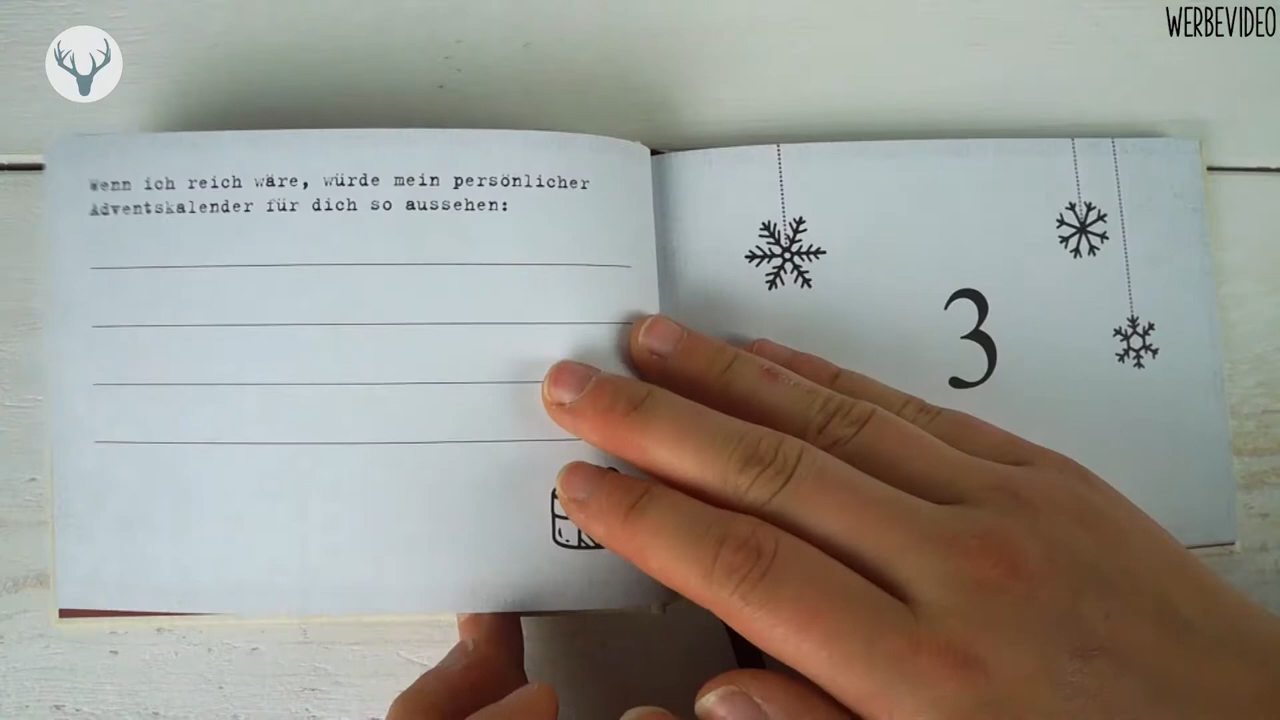 WERBEVIDEO
Wenn ich reich wäre, würde mein persönlicher
Adventskalender für dich so aussehen:
3